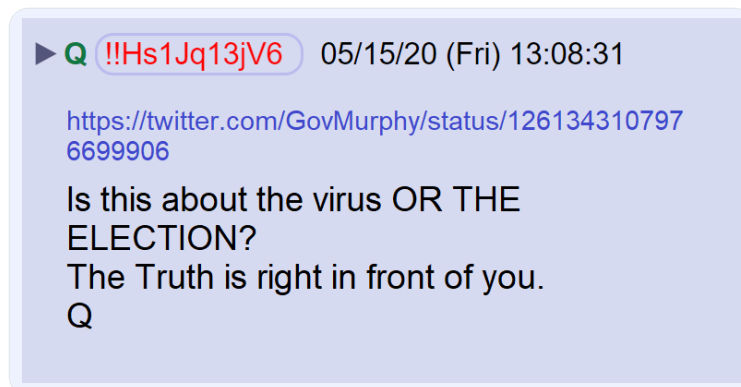 ▶ Q !!Hs1Jq13jV6 05/15/20 (Fri) 13:08:31
https://twitter.com/GovMurphy/status/126134310797
6699906
Is this about the virus OR THE
ELECTION?
The Truth is right in front of you.
Q